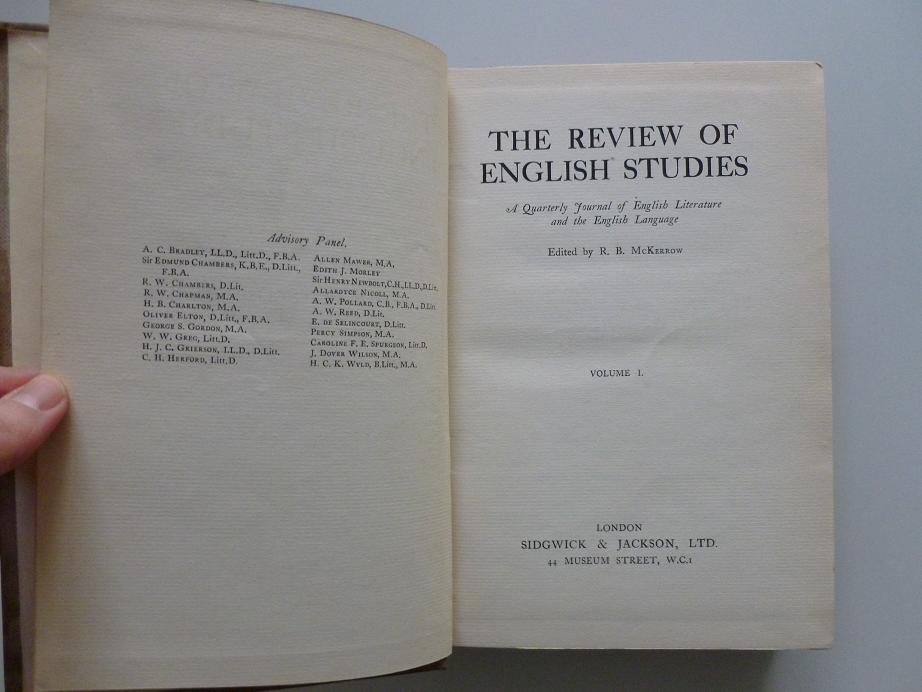 Advisory Panel.
A. C. BRADLEY, LL.D., Litt.D., F.B.A.
Sir EDMUND CHAMBERS, K.B.E., D.Litt.,
F.B.A.
R. W. CHAMBERS, D.Lit.
R. W. CHAPMAN, M.A.
H. B. CHARLTON, M.A.
OLIVER ELTON, D.Litt., F.B.A.
GEORGE S. GORDON, M.A.
W. W. GREG, Litt.D.
H. J. C. GRIERSON, LL.D., D.Litt.
C. H. HERFORD, Litt.D.
ALLEN MAWER, M.A.
EDITH J. MORLEY
Sir HENRY NEWBOLT, C.H., LL.D., D.Lit.
ALLARDYCE NICOLL, M.A.
A. W. POLLARD, C.B., F.B.A., D.Lit.
A. W. REED, D.Lit.
E. DE SELINCOURT, D.Litt.
PERCY SIMPSON, M.A.
CAROLINE F. E. SPURGEON, Litt.D.
J. DOVER WILSON, M.A.
H. C. K. WYLD, B.Litt., M.A.
THE REVIEW OF
ENGLISH STUDIES
A Quarterly Journal of English Literature
and the English Language
Edited by R. B. MCKERROW
VOLUME I.
LONDON
SIDGWICK & JACKSON, LTD.
44 MUSEUM STREET, W.C.1